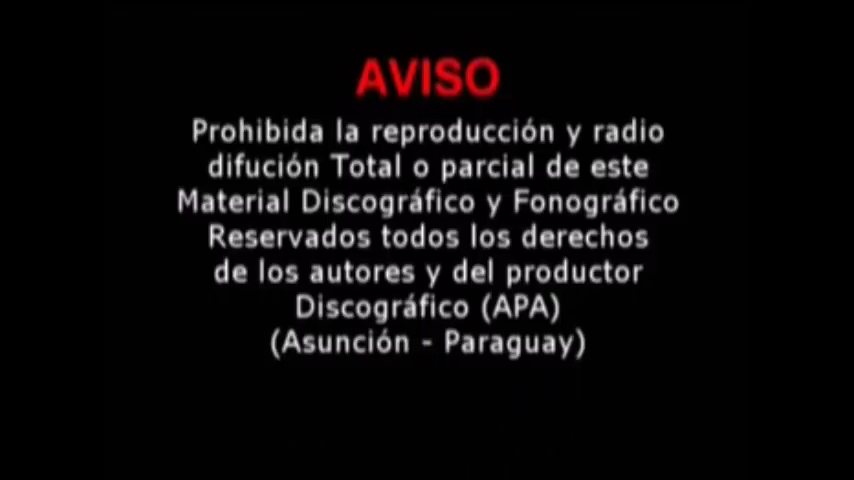 AVISO
Prohibida la reproducción y radio
difución Total o parcial de este
Material Discográfico y Fonográfico
Reservados todos los derechos
de los autores y del productor
Discográfico (APA)
(Asunción - Paraguay)